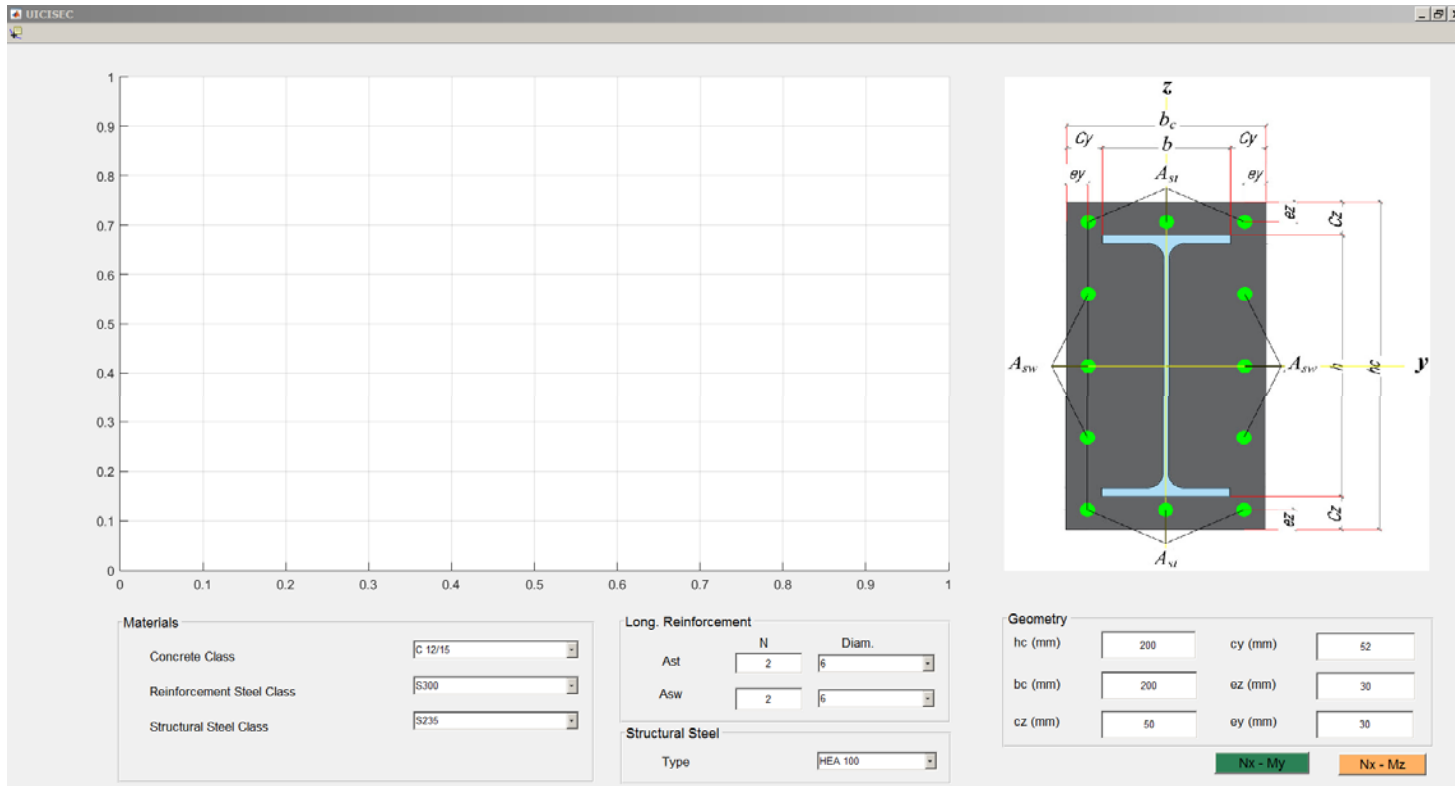 UICISEC
1
0.9
0.8
0.7
0.6
0.5
0.4
0.3
0.2
0.1
0
0 0.1 0.2 0.3 0.4 0.5 0.6 0.7 0.8 0.9 1
z
bc
Cy b Cy
ey Ast ey
ez Cz
Asw Asw h hc y
ez Cz
Ast
Materials
Concrete Class C 12/15
Reinforcement Steel Class S300
Structural Steel Class S235
Long. Reinforcement
N Diam.
Ast 2 6
Asw 2 6
Structural Steel
Type HEA 100
Geometry
hc (mm) 200 cy (mm) 52
bc (mm) 200 ez (mm) 30
cz (mm) 50 ey (mm) 30
Nx - My Nx - Mz